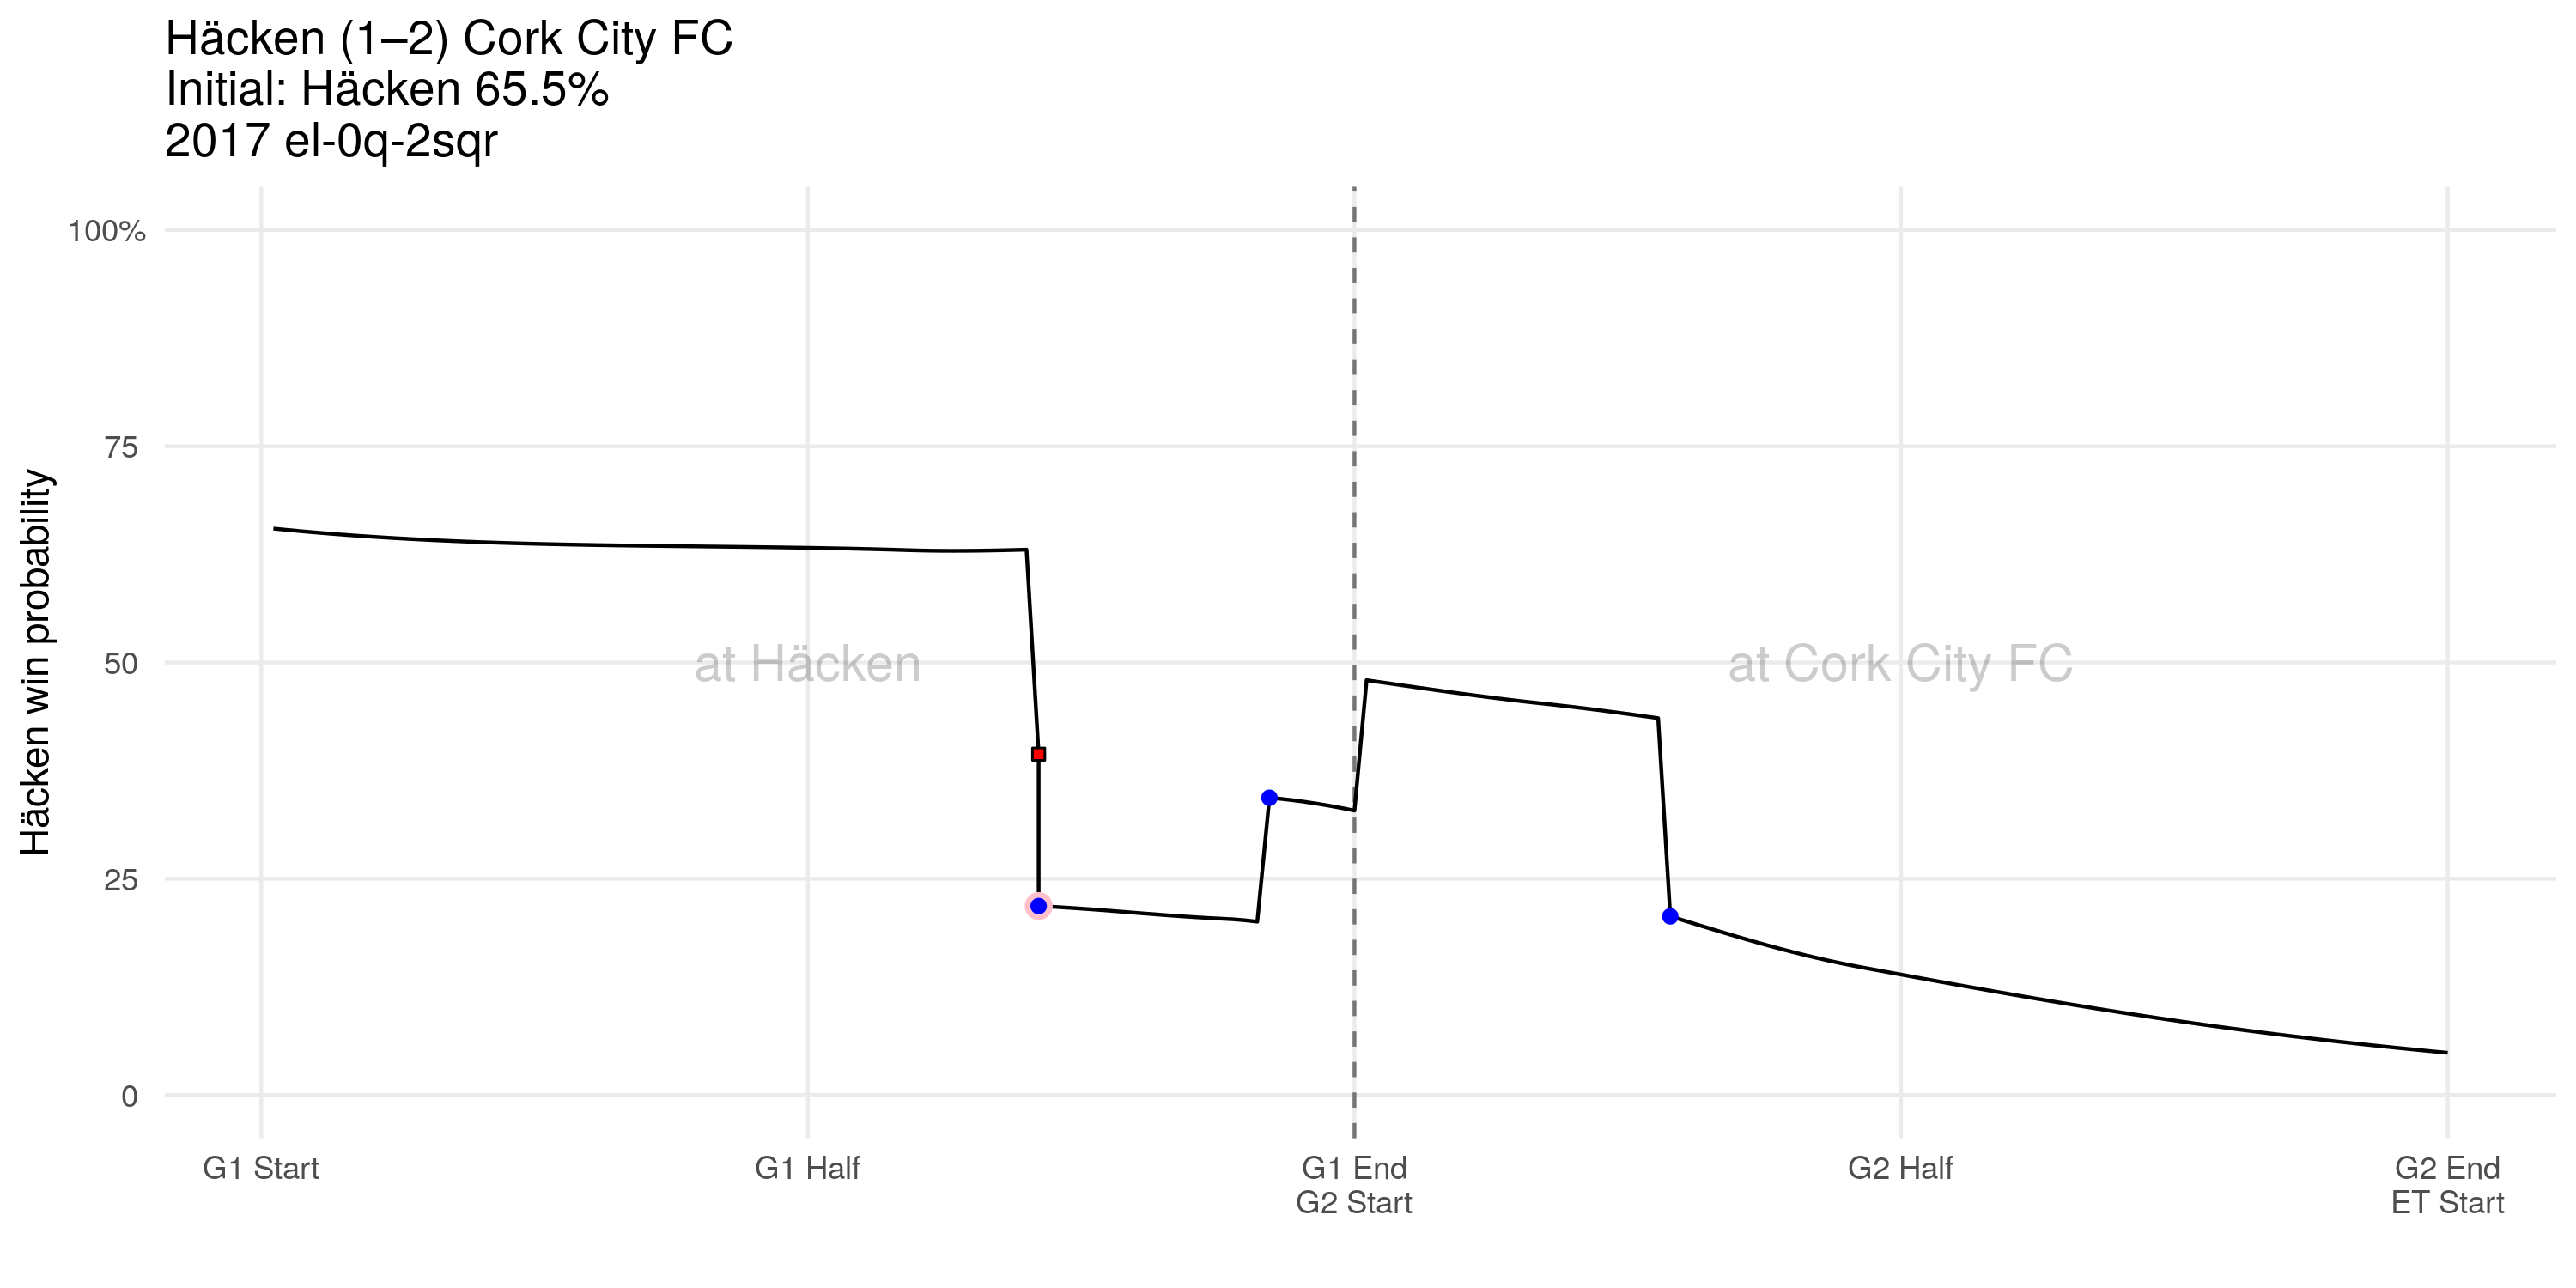 Häcken (1–2) Cork City FC
Initial: Häcken 65.5%
2017 el-0q-2sqr
Häcken win probability
100%
75
50
25
0
at Häcken
at Cork City FC
G1 Start
G1 Half
G1 End
G2 Start
G2 Half
G2 End
ET Start